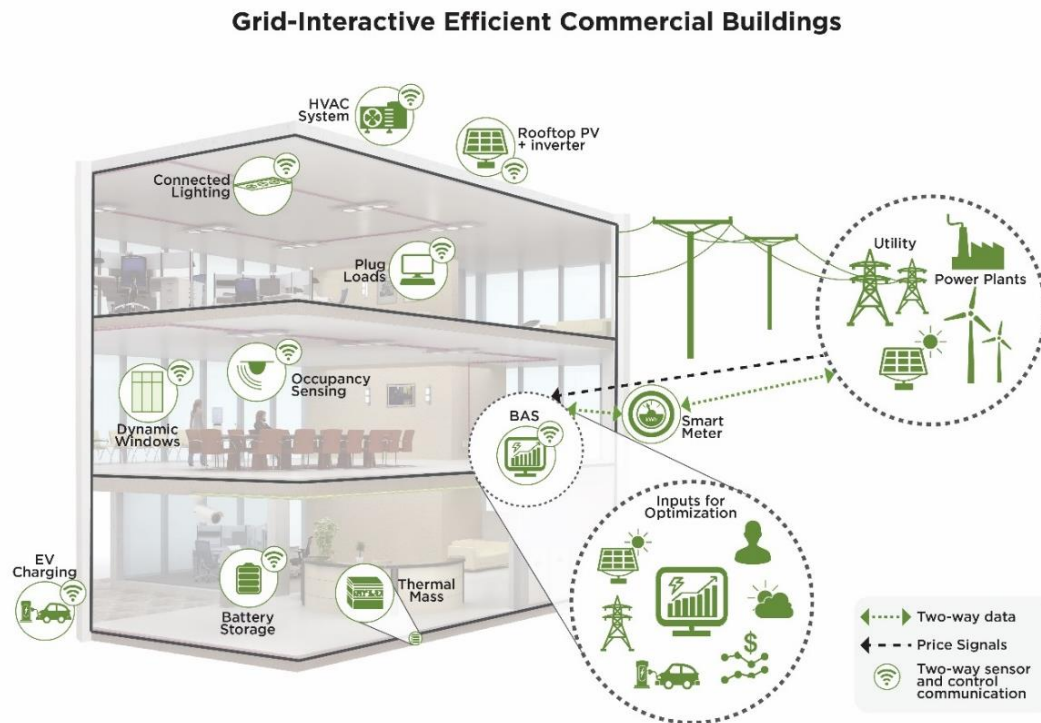 Grid-Interactive Efficient Commercial Buildings
HVAC
System
Rooftop PV
+ inverter
Connected
Lighting
Plug
Loads
Utility
Power Plants
Occupancy
Sensing
Dynamic
Windows
BAS
kWh
Smart
Meter
Inputs for
Optimization
$
EV
Charging
Battery
Storage
Thermal
Mass
Two-way data
Price Signals
Two-way sensor
and control
communication